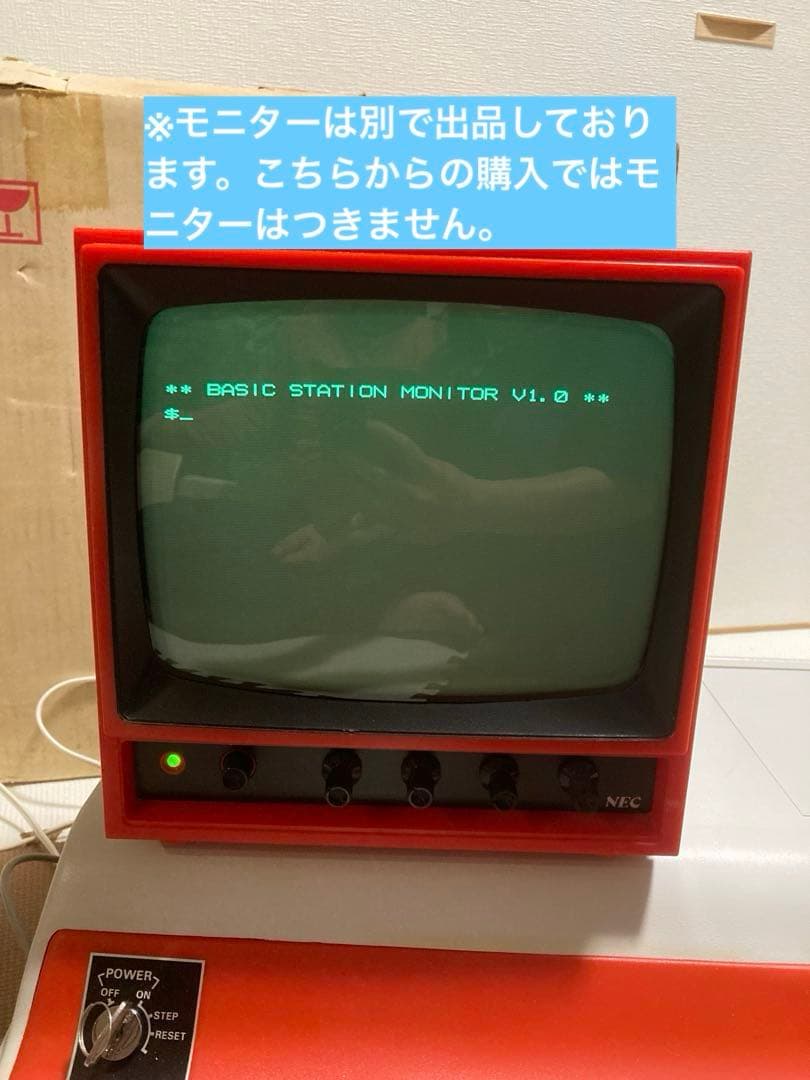 ※モニターは別で出品しており
ます。こちらからの購入ではモ
ニターはつきません。
** BASIC STATION MONITOR V1.0 **
$_
NEC
POWER
OFF ON
STEP
RESET